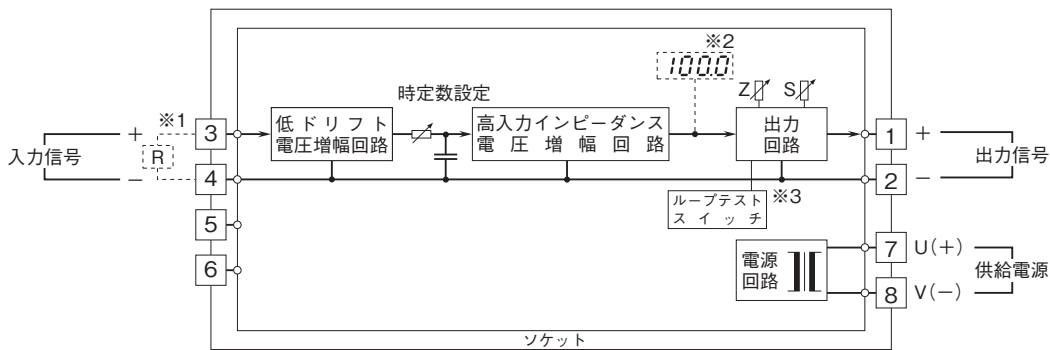 ※2
100.0
Z
S
時定数設定
※1
+
3
低ドリフト
電圧増幅回路
高入力インピーダンス
電圧増幅回路
出力
回路
1
+
入力信号
R
出力信号
−
4
2
−
ループテスト
スイッチ
※3
5
6
電源
回路
7
U(+)
供給電源
8
V(−)
ソケット